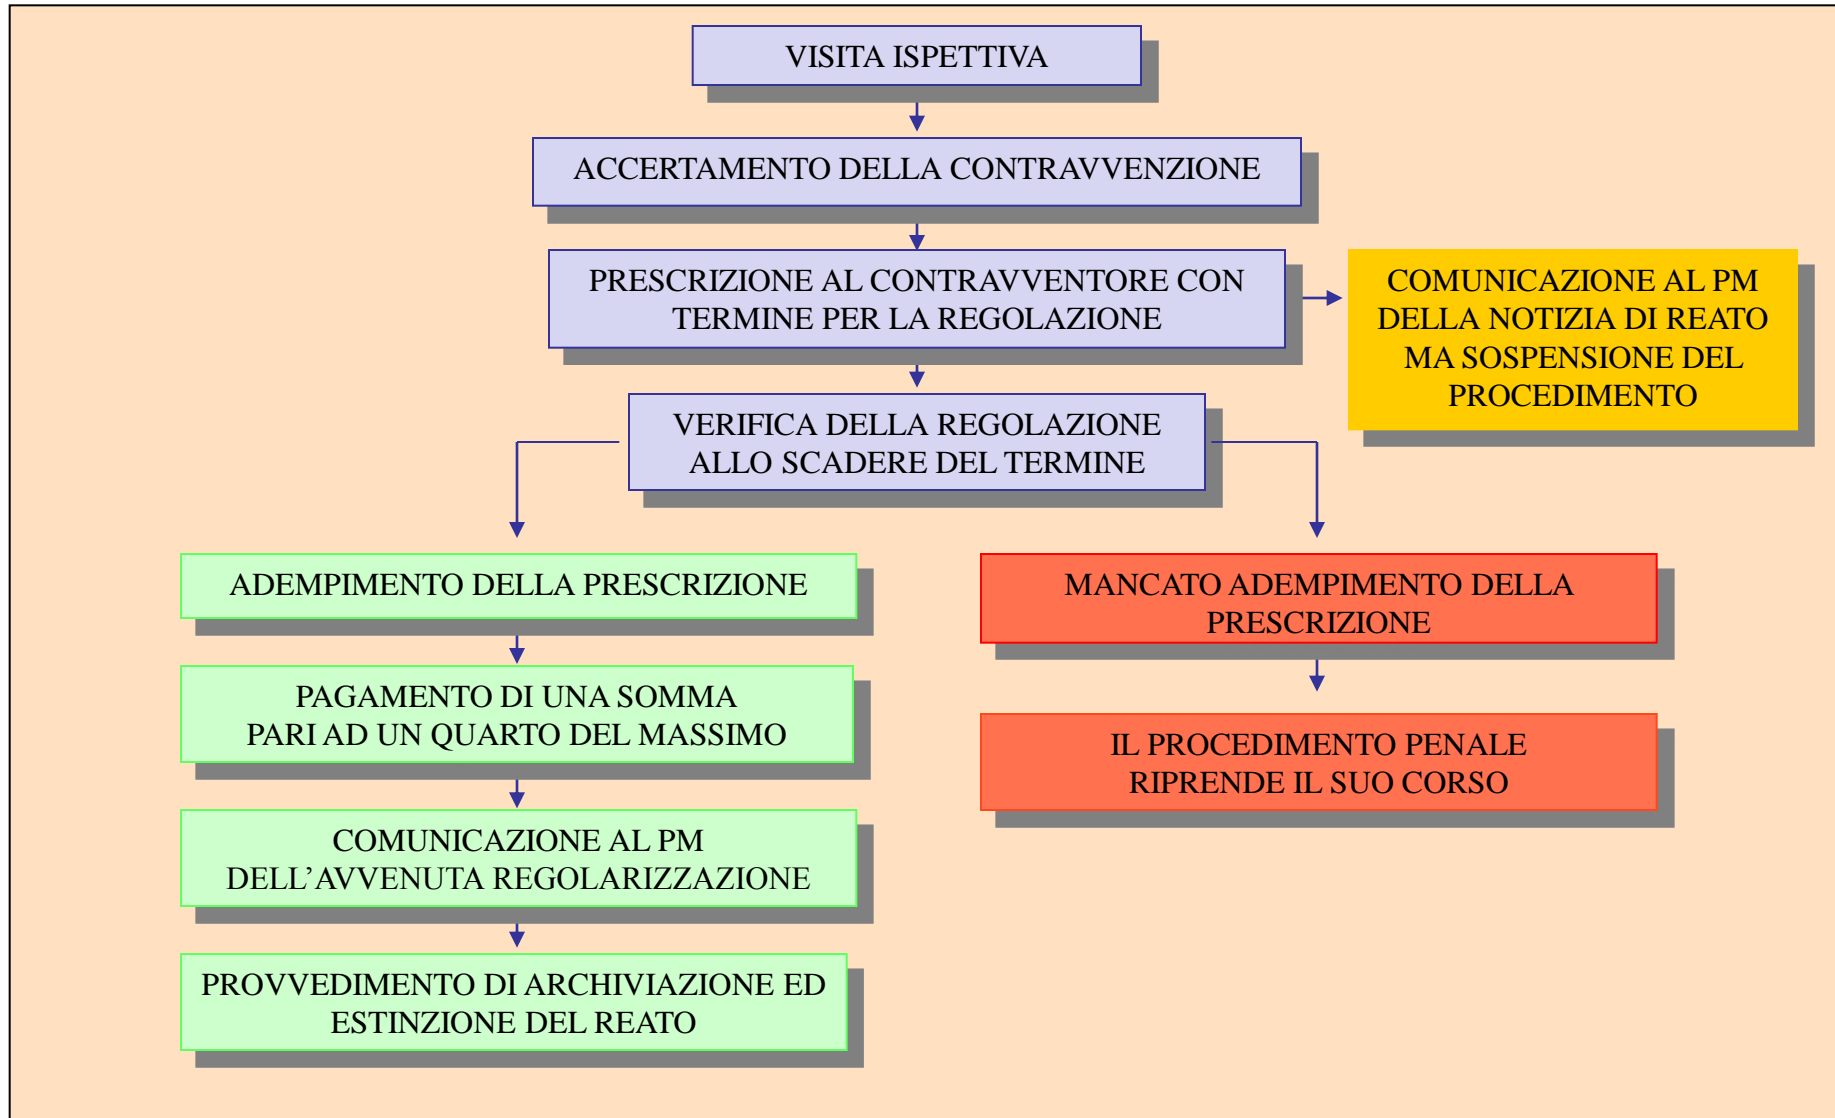 VISITA ISPETTIVA
ACCERTAMENTO DELLA CONTRAVVENZIONE
PRESCRIZIONE AL CONTRAVVENTORE CON
TERMINE PER LA REGOLAZIONE
COMUNICAZIONE AL PM
DELLA NOTIZIA DI REATO
MA SOSPENSIONE DEL
PROCEDIMENTO
VERIFICA DELLA REGOLAZIONE
ALLO SCADERE DEL TERMINE
ADEMPIMENTO DELLA PRESCRIZIONE
PAGAMENTO DI UNA SOMMA
PARI AD UN QUARTO DEL MASSIMO
COMUNICAZIONE AL PM
DELL’AVVENUTA REGOLARIZZAZIONE
PROVVEDIMENTO DI ARCHIVIAZIONE ED
ESTINZIONE DEL REATO
MANCATO ADEMPIMENTO DELLA
PRESCRIZIONE
IL PROCEDIMENTO PENALE
RIPRENDE IL SUO CORSO